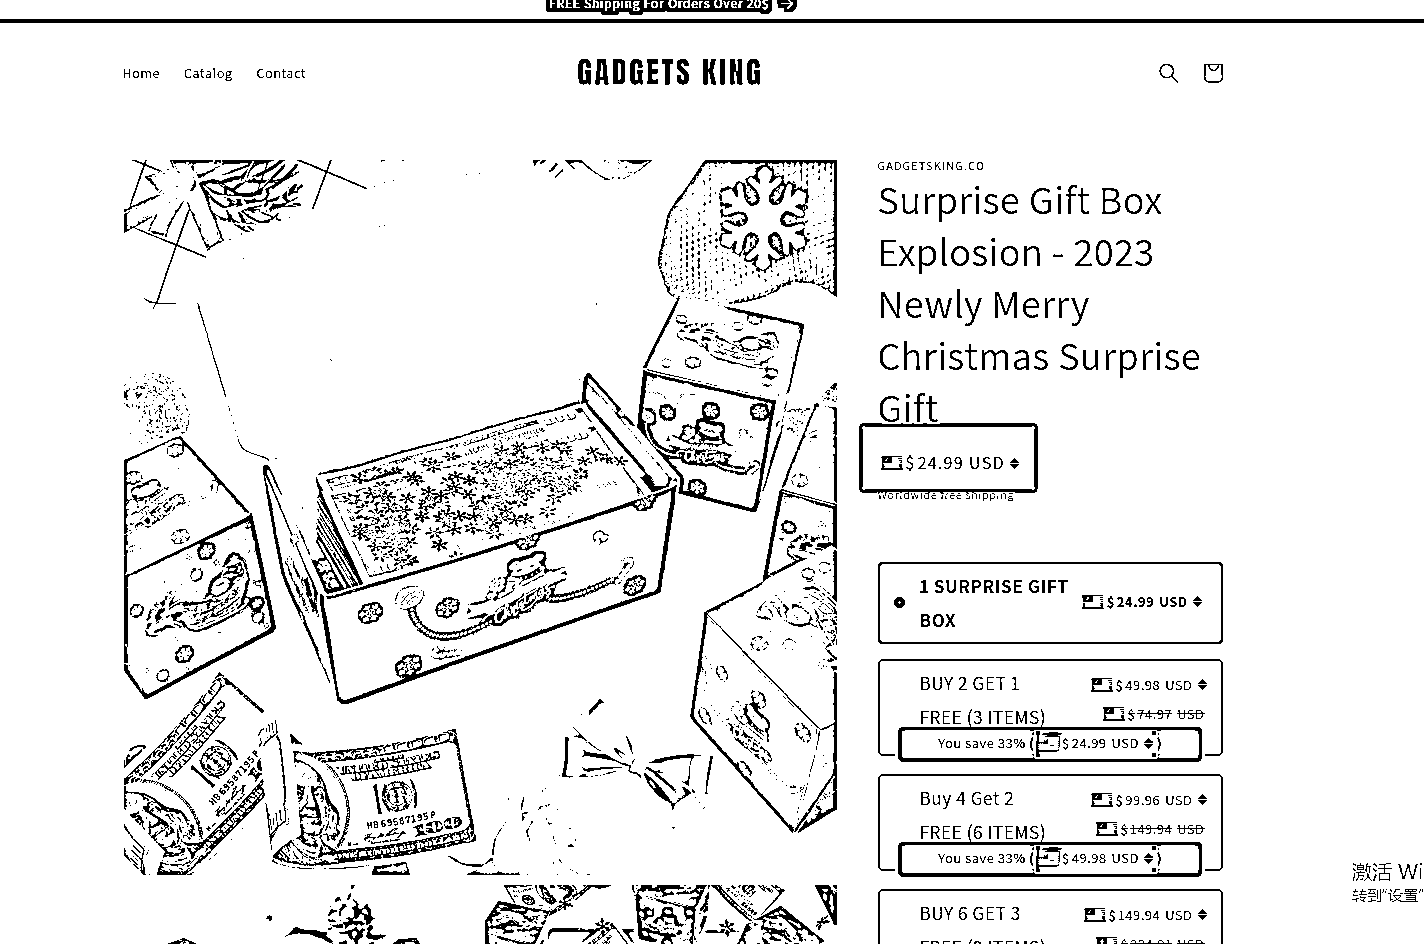 FREE Shipping For Orders Over 20$ →
Home Catalog Contact
GADGETS KING
GADGETSKING.CO
Surprise Gift Box
Explosion - 2023
Newly Merry
Christmas Surprise
Gift
$24.99 USD
Worldwide free shipping
1 SURPRISE GIFT
BOX
$24.99 USD
BUY 2 GET 1
FREE (3 ITEMS)
$49.98 USD
$74.97 USD
You save 33% ($24.99 USD)
Buy 4 Get 2
FREE (6 ITEMS)
$99.96 USD
$149.94 USD
You save 33% ($49.98 USD)
BUY 6 GET 3
$149.94 USD
HB69587195
HB69587195A
100
激活 Wi
转到"设置"